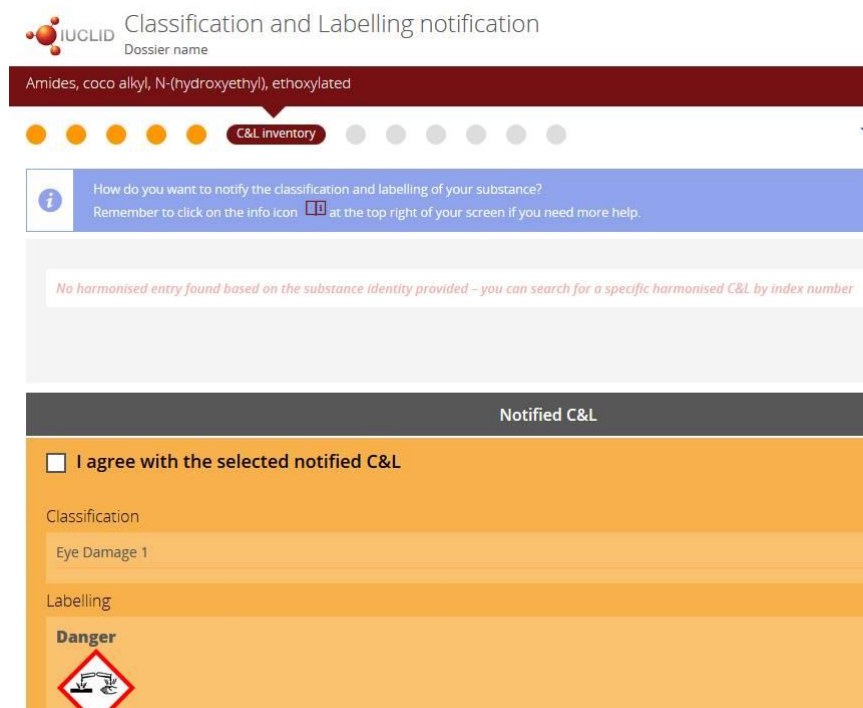 IUCLID
Classification and Labelling notification
Dossier name
Amides, coco alkyl, N-(hydroxyethyl), ethoxylated
C&L inventory
How do you want to notify the classification and labelling of your substance?
Remember to click on the info icon at the top right of your screen if you need more help.
No harmonised entry found based on the substance identity provided – you can search for a specific harmonised C&L by index number
Notified C&L
I agree with the selected notified C&L
Classification
Eye Damage 1
Labelling
Danger